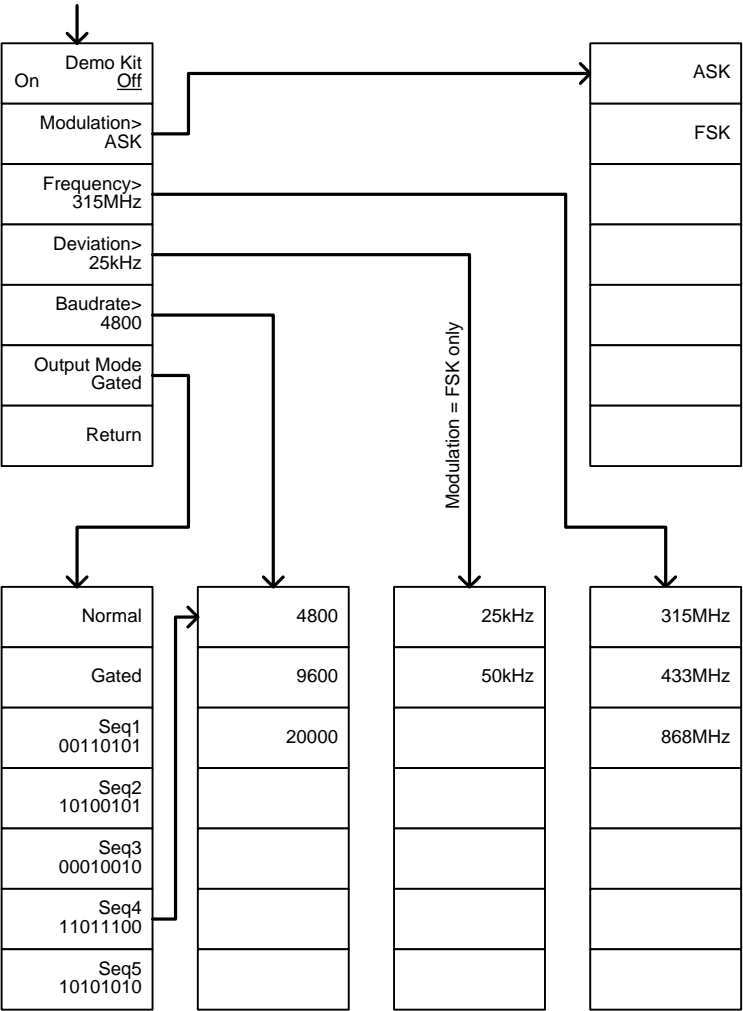 Demo Kit
On Off
Modulation>
ASK
Frequency>
315MHz
Deviation>
25kHz
Baudrate>
4800
Output Mode
Gated
Return
ASK
FSK
Modulation = FSK only
Normal
Gated
Seq1
00110101
Seq2
10100101
Seq3
00010010
Seq4
11011100
Seq5
10101010
4800
9600
20000
25kHz
50kHz
315MHz
433MHz
868MHz